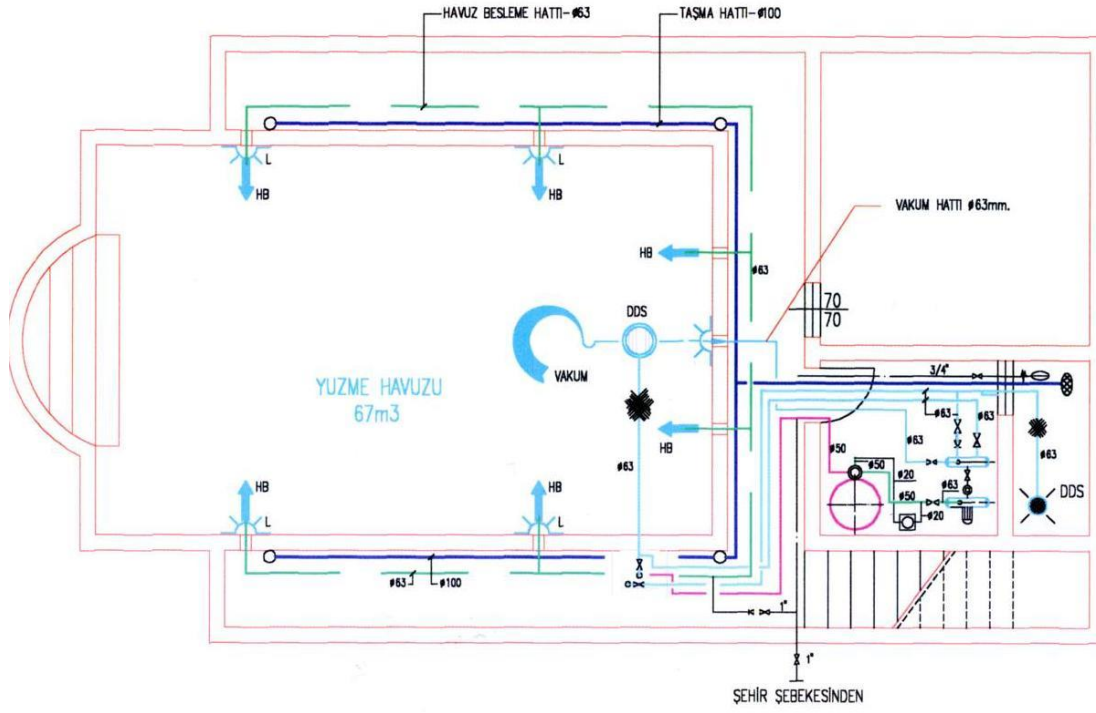 HAVUZ BESLEME HATTI-ø63
TAŞMA HATTI-ø100
L
HB
L
HB
VAKUM HATTI ø63mm.
HB
ø63
70
70
DDS
VAKUM
YUZME HAVUZU
67m3
3/4"
ø63
ø63
HB
ø63
ø50
ø50
ø20
ø63
ø63
ø50
ø20
ø63
DDS
HB
L
HB
L
ø63
ø100
1"
1"
ŞEHİR ŞEBEKESİNDEN